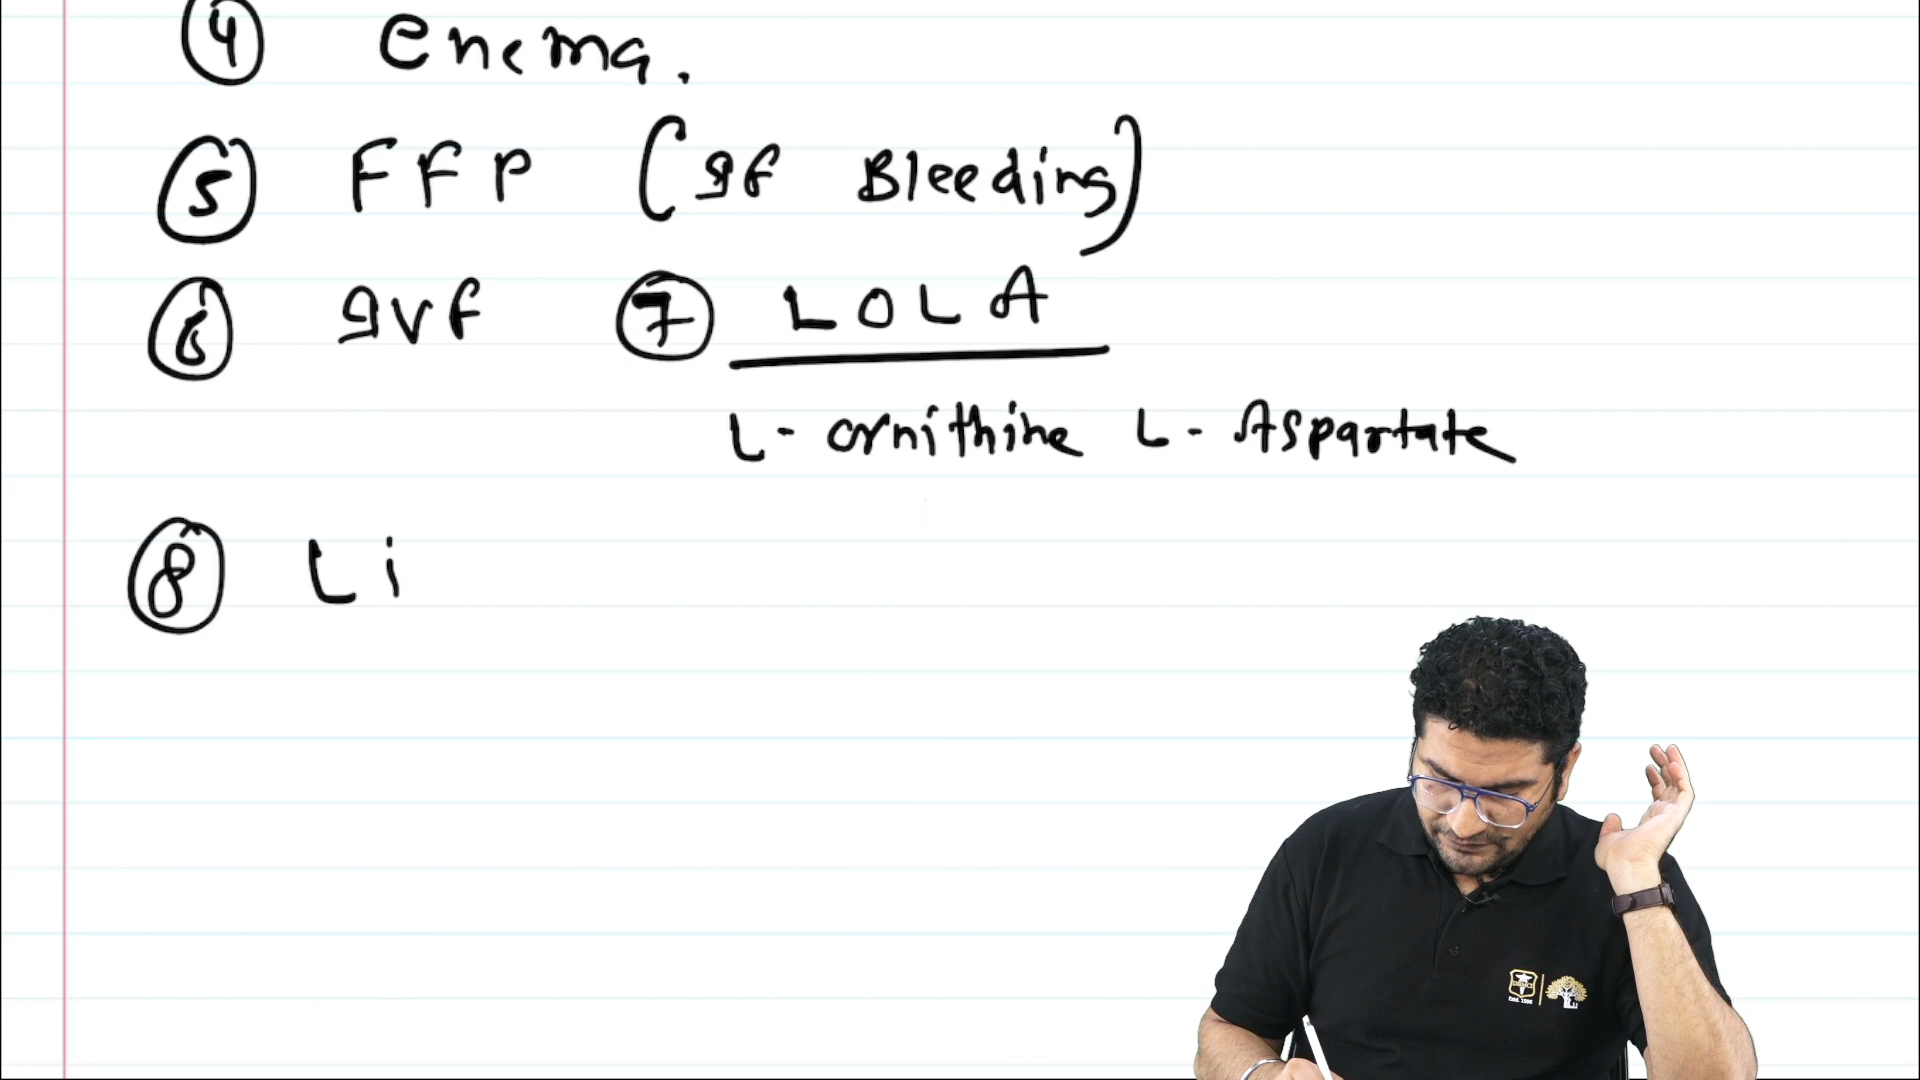 4 Enema.
5 FFP (If Bleeding)
6 IVF 7 LOLA
L- ornithine L- Aspartate
8 Li